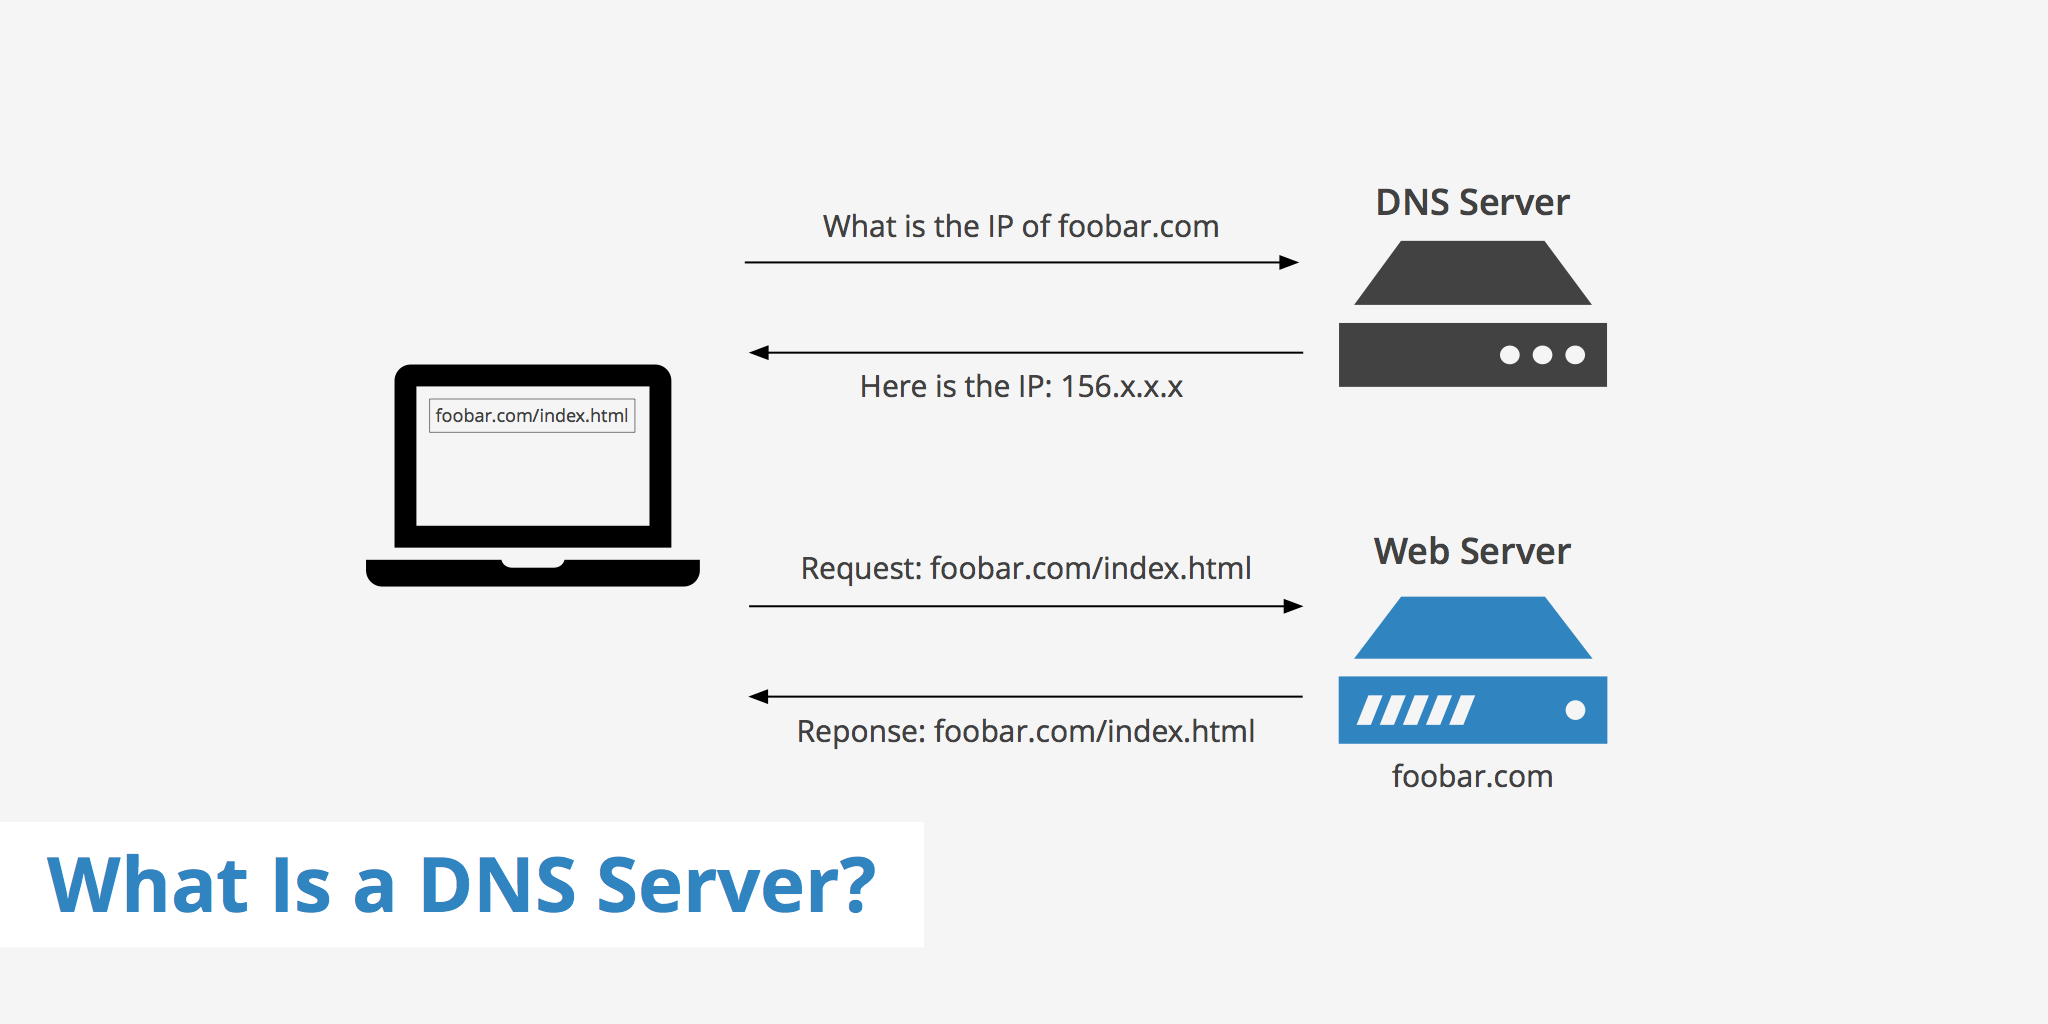 DNS Server
What is the IP of foobar.com
Here is the IP: 156.x.x.x
foobar.com/index.html
Web Server
Request: foobar.com/index.html
Reponse: foobar.com/index.html
foobar.com
What Is a DNS Server?